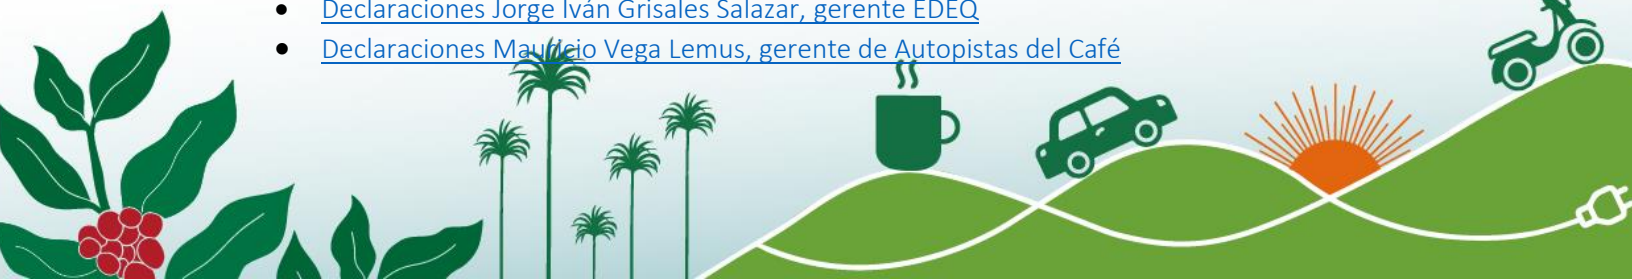 • Declaraciones Jorge Iván Grisales Salazar, gerente EDEQ
• Declaraciones Mauricio Vega Lemus, gerente de Autopistas del Café